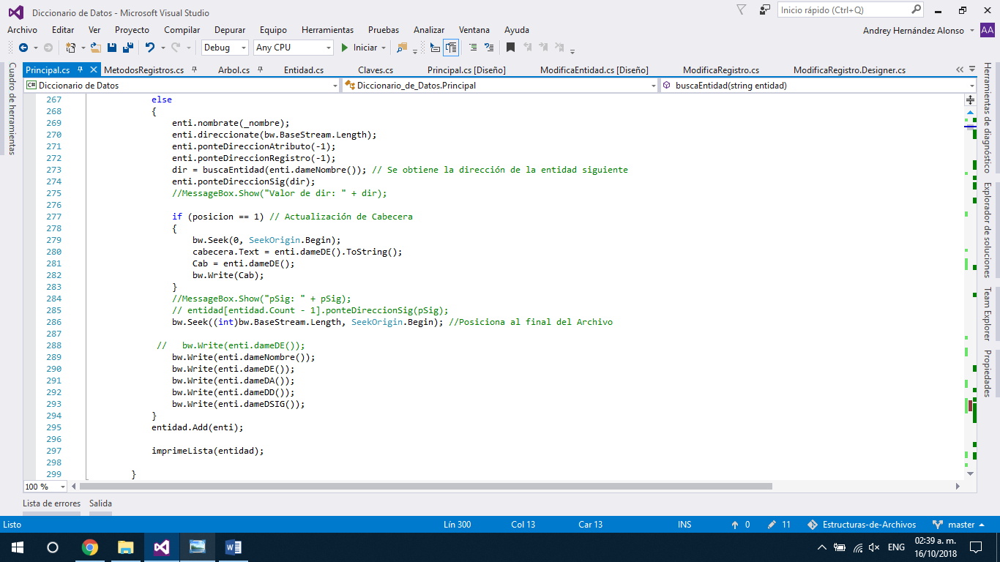 Diccionario de Datos - Microsoft Visual Studio
Inicio rápido (Ctrl+Q)
Archivo Editar Ver Proyecto Compilar Depurar Equipo Herramientas Pruebas Analizar Ventana Ayuda
Andrey Hernández Alonso AA
Debug Any CPU Iniciar
Cuadro de herramientas
Principal.cs MetodosRegistros.cs Arbol.cs Entidad.cs Claves.cs Principal.cs [Diseño] ModificaEntidad.cs [Diseño] ModificaRegistro.cs ModificaRegistro.Designer.cs
C# Diccionario de Datos Diccionario_de_Datos.Principal buscaEntidad(string entidad)
267 else
268 {
269 enti.nombrate(_nombre);
270 enti.direccionate(bw.BaseStream.Length);
271 enti.ponteDireccionAtributo(-1);
272 enti.ponteDireccionRegistro(-1);
273 dir = buscaEntidad(enti.dameNombre()); // Se obtiene la dirección de la entidad siguiente
274 enti.ponteDireccionSig(dir);
275 //MessageBox.Show("Valor de dir: " + dir);
276
277 if (posicion == 1) // Actualización de Cabecera
278 {
279 bw.Seek(0, SeekOrigin.Begin);
280 cabecera.Text = enti.dameDE().ToString();
281 Cab = enti.dameDE();
282 bw.Write(Cab);
283 }
284 //MessageBox.Show("pSig: " + pSig);
285 // entidad[entidad.Count - 1].ponteDireccionSig(pSig);
286 bw.Seek((int)bw.BaseStream.Length, SeekOrigin.Begin); //Posiciona al final del Archivo
287
288 // bw.Write(enti.dameDE());
289 bw.Write(enti.dameNombre());
290 bw.Write(enti.dameDE());
291 bw.Write(enti.dameDA());
292 bw.Write(enti.dameDD());
293 bw.Write(enti.dameDSIG());
294 }
295 entidad.Add(enti);
296
297 imprimeLista(entidad);
298
299 }
Herramientas de diagnóstico
Explorador de soluciones
Team Explorer
Propiedades
100 %
Lista de errores Salida
Listo Lín 300 Col 13 Car 13 INS 0 11 Estructuras-de-Archivos master
ENG 02:39 a. m.
16/10/2018